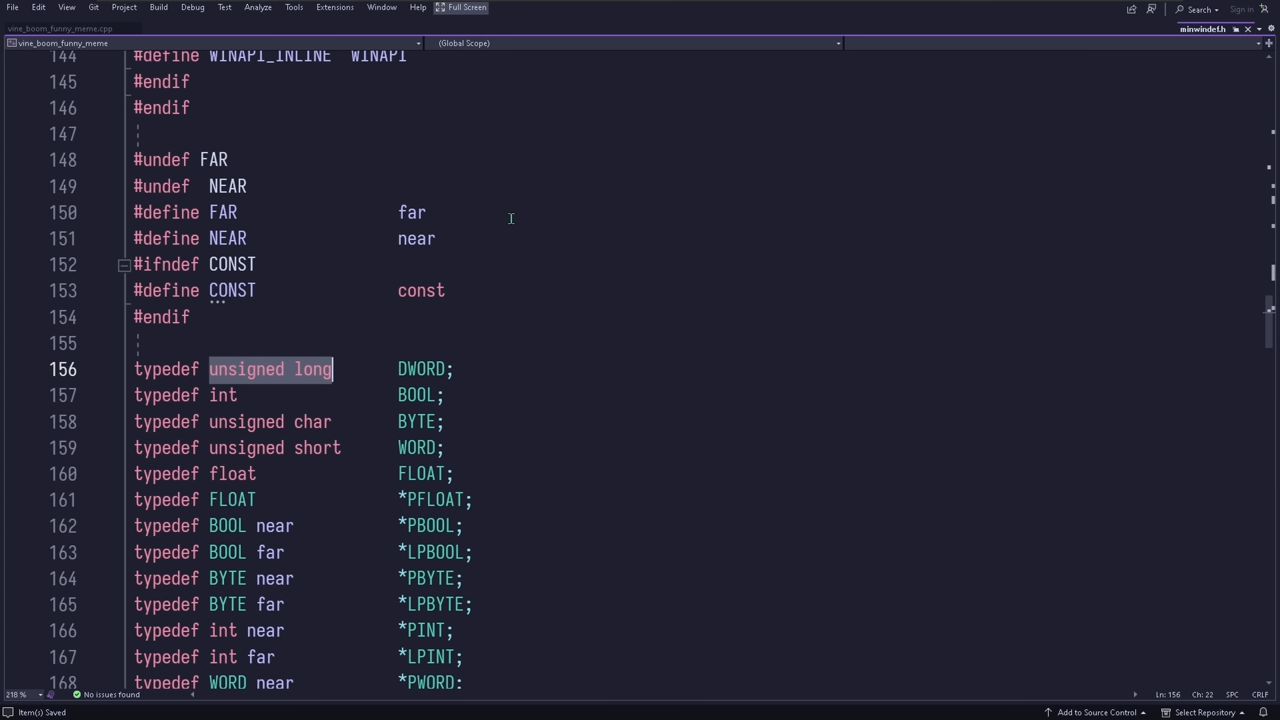 File Edit View Git Project Build Debug Test Analyze Tools Extensions Window Help Full Screen Search Sign in
vine_boom_funny_meme.cpp minwindef.h
vine_boom_funny_meme (Global Scope)
144 #define WINAPI_INLINE WINAPI
145 #endif
146 #endif
147
148 #undef FAR
149 #undef NEAR
150 #define FAR far
151 #define NEAR near
152 #ifndef CONST
153 #define CONST const
154 #endif
155
156 typedef unsigned long DWORD;
157 typedef int BOOL;
158 typedef unsigned char BYTE;
159 typedef unsigned short WORD;
160 typedef float FLOAT;
161 typedef FLOAT *PFLOAT;
162 typedef BOOL near *PBOOL;
163 typedef BOOL far *LPBOOL;
164 typedef BYTE near *PBYTE;
165 typedef BYTE far *LPBYTE;
166 typedef int near *PINT;
167 typedef int far *LPINT;
168 typedef WORD near *PWORD;
218 % No issues found Ln: 156 Ch: 22 SPC CRLF
Item(s) Saved Add to Source Control Select Repository